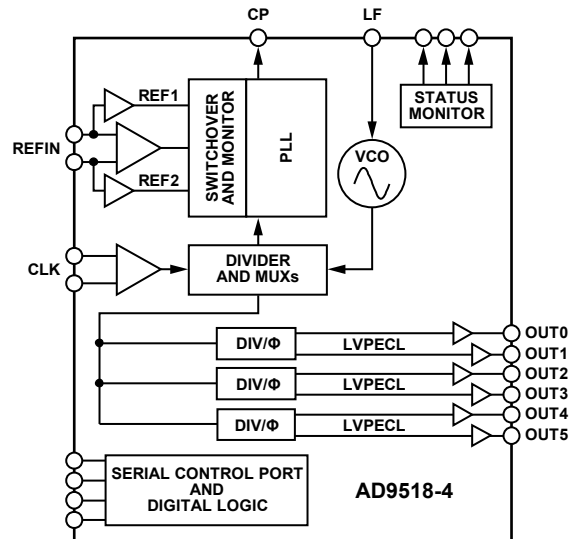 CP
LF
REF1
REFIN
REF2
SWITCHOVER
AND MONITOR
PLL
STATUS
MONITOR
VCO
CLK
DIVIDER
AND MUXs
DIV/Φ
LVPECL
OUT0
OUT1
DIV/Φ
LVPECL
OUT2
OUT3
DIV/Φ
LVPECL
OUT4
OUT5
SERIAL CONTROL PORT
AND
DIGITAL LOGIC
AD9518-4